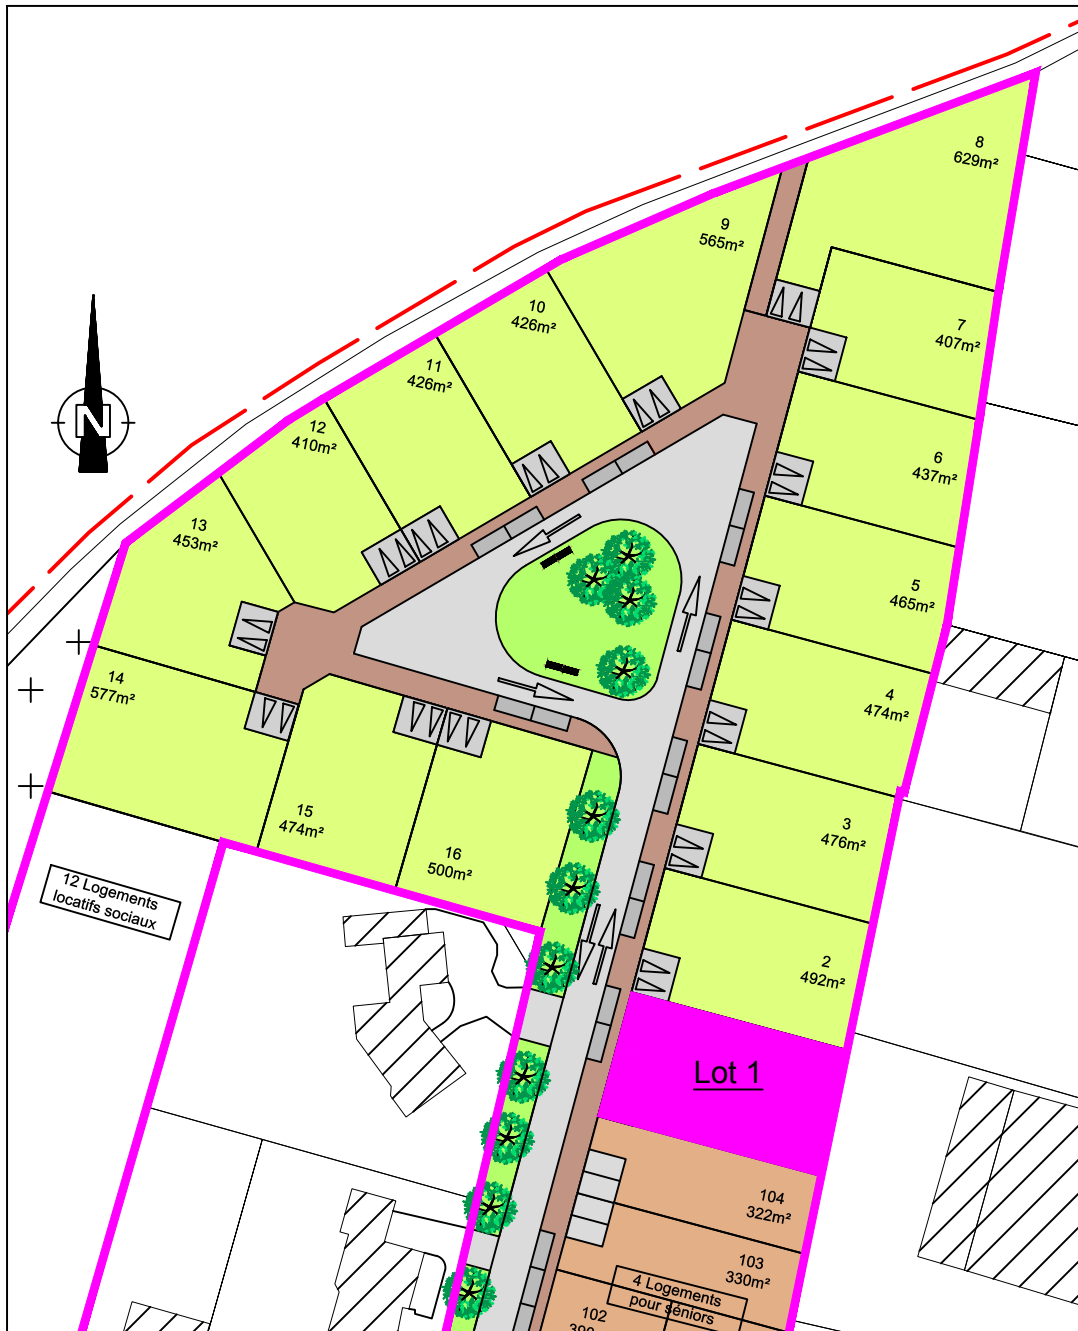 8
629m²
9
565m²
10
426m²
7
407m²
11
426m²
12
410m²
N
6
437m²
13
453m²
5
465m²
14
577m²
4
474m²
15
474m²
3
476m²
16
500m²
12 Logements
locatifs sociaux
2
492m²
Lot 1
104
322m²
103
330m²
4 Logements
pour séniors
102